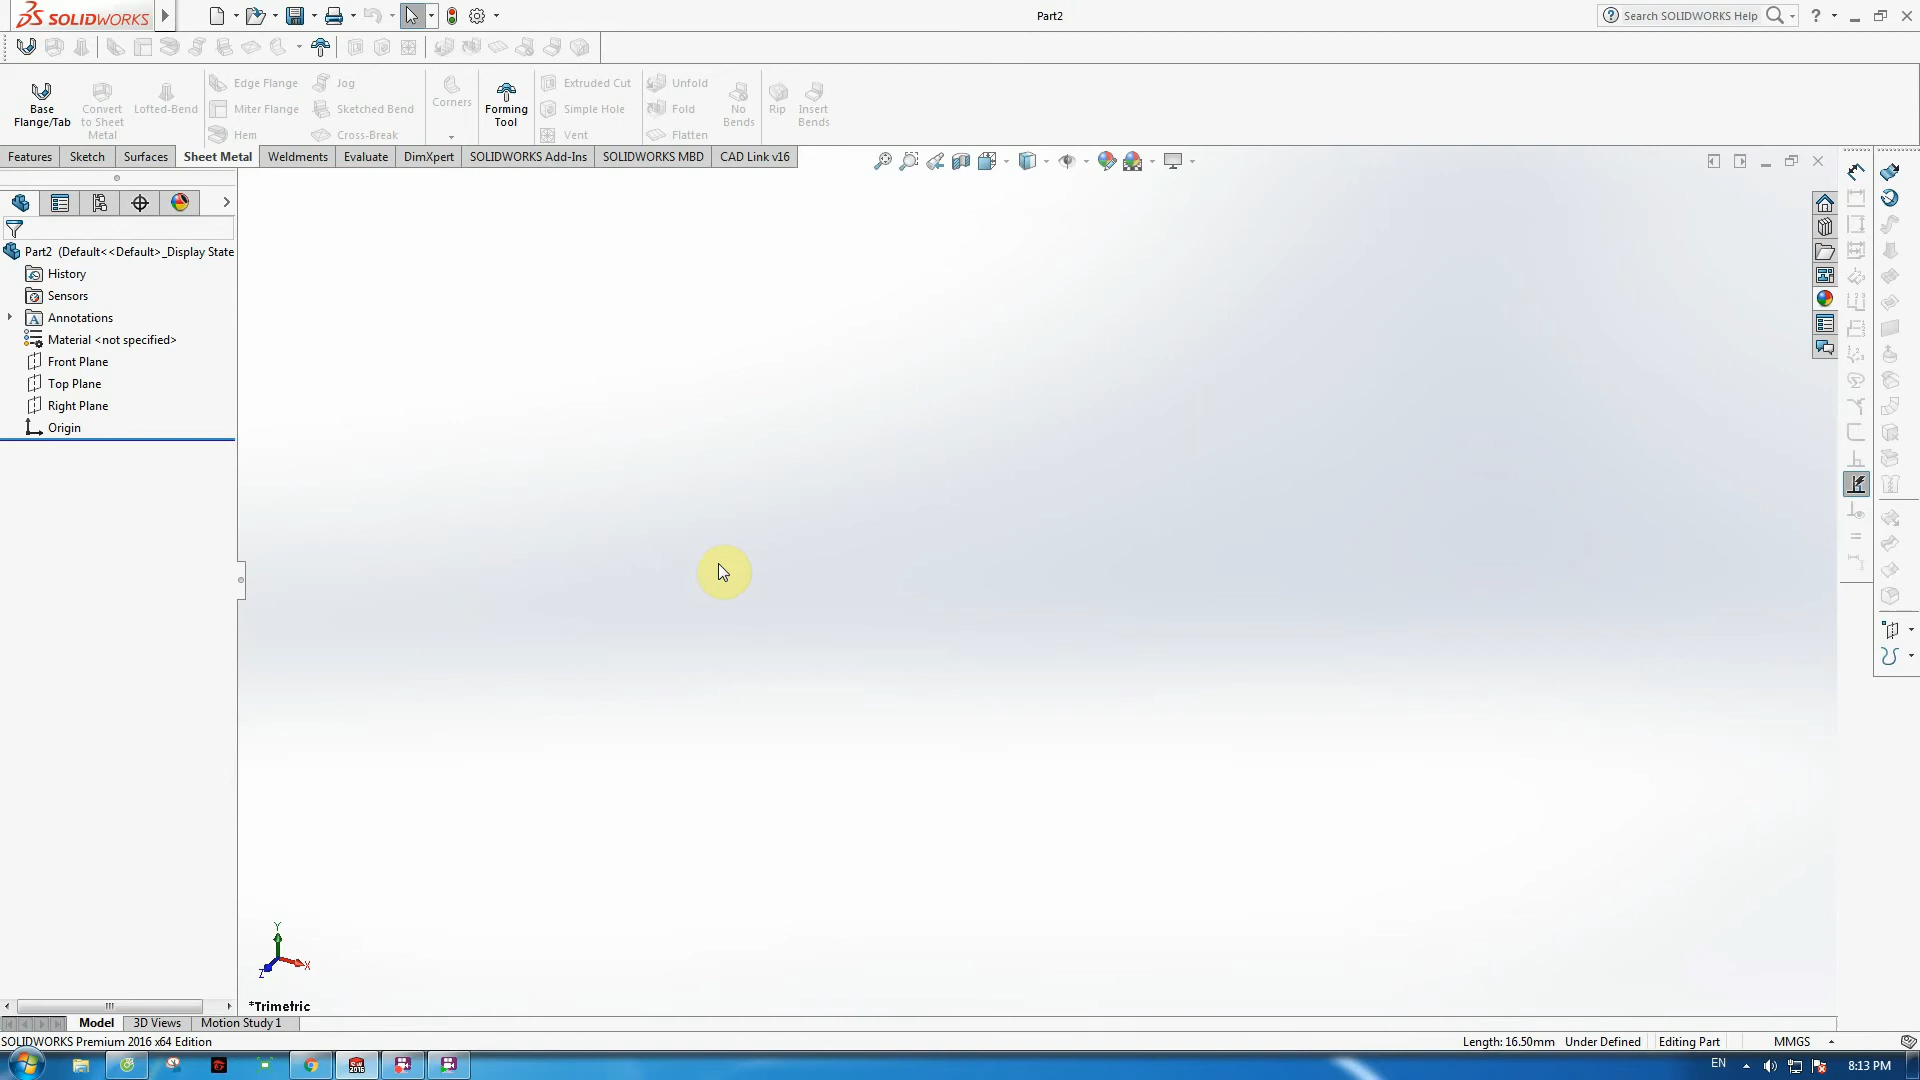 SOLIDWORKS
Part2
Search SOLIDWORKS Help
Base Flange/Tab
Convert to Sheet Metal
Lofted-Bend
Edge Flange
Miter Flange
Hem
Jog
Sketched Bend
Cross-Break
Corners
Forming Tool
Extruded Cut
Simple Hole
Vent
Unfold
Fold
Flatten
No Bends
Rip
Insert Bends
Features
Sketch
Surfaces
Sheet Metal
Weldments
Evaluate
DimXpert
SOLIDWORKS Add-Ins
SOLIDWORKS MBD
CAD Link v16
Part2 (Default<<Default>_Display State
History
Sensors
Annotations
Material <not specified>
Front Plane
Top Plane
Right Plane
Origin
Y
X
Z
*Trimetric
Model
3D Views
Motion Study 1
SOLIDWORKS Premium 2016 x64 Edition
Length: 16.50mm
Under Defined
Editing Part
MMGS
EN
8:13 PM